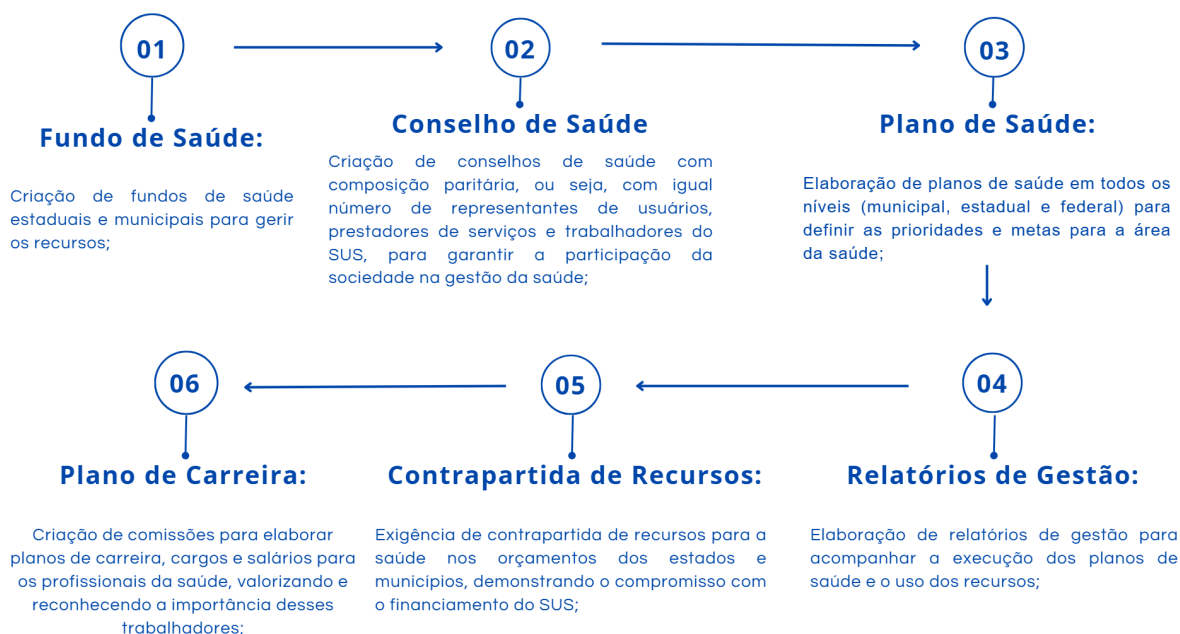 01
Fundo de Saúde:
Criação de fundos de saúde
estaduais e municipais para gerir
os recursos;
02
Conselho de Saúde
Criação de conselhos de saúde com
composição paritária, ou seja, com igual
número de representantes de usuários,
prestadores de serviços e trabalhadores do
SUS, para garantir a participação da
sociedade na gestão da saúde;
03
Plano de Saúde:
Elaboração de planos de saúde em todos os
níveis (municipal, estadual e federal) para
definir as prioridades e metas para a área
da saúde;
04
Relatórios de Gestão:
Elaboração de relatórios de gestão para
acompanhar a execução dos planos de
saúde e o uso dos recursos;
05
Contrapartida de Recursos:
Exigência de contrapartida de recursos para a
saúde nos orçamentos dos estados e
municípios, demonstrando o compromisso com
o financiamento do SUS;
06
Plano de Carreira:
Criação de comissões para elaborar
planos de carreira, cargos e salários para
os profissionais da saúde, valorizando e
reconhecendo a importância desses
trabalhadores;